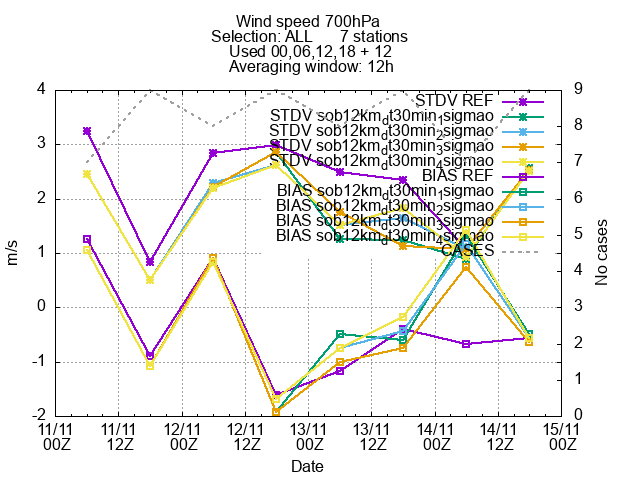 Wind speed 700hPa
Selection: ALL 7 stations
Used 00,06,12,18 + 12
Averaging window: 12h
STDV REF
STDV sob12km_dt30min_1sigmao
STDV sob12km_dt30min_2sigmao
STDV sob12km_dt30min_3sigmao
STDV sob12km_dt30min_4sigmao
BIAS REF
BIAS sob12km_dt30min_1sigmao
BIAS sob12km_dt30min_2sigmao
BIAS sob12km_dt30min_3sigmao
BIAS sob12km_dt30min_4sigmao
CASES
4
3
2
1
0
-1
-2
m/s
9
8
7
6
5
4
3
2
1
0
No cases
11/11 11/11 12/11 12/11 13/11 13/11 14/11 14/11 15/11
00Z 12Z 00Z 12Z 00Z 12Z 00Z 12Z 00Z
Date